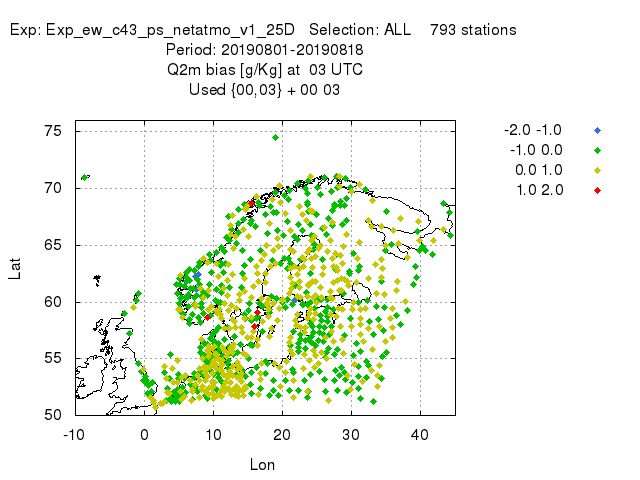 Exp: Exp_ew_c43_ps_netatmo_v1_25D   Selection: ALL    793 stations
Period: 20190801-20190818
Q2m bias [g/Kg] at  03 UTC
Used {00,03} + 00 03
-2.0 -1.0
-1.0 0.0
0.0 1.0
1.0 2.0
75
70
65
60
55
50
Lat
-10 0 10 20 30 40
Lon